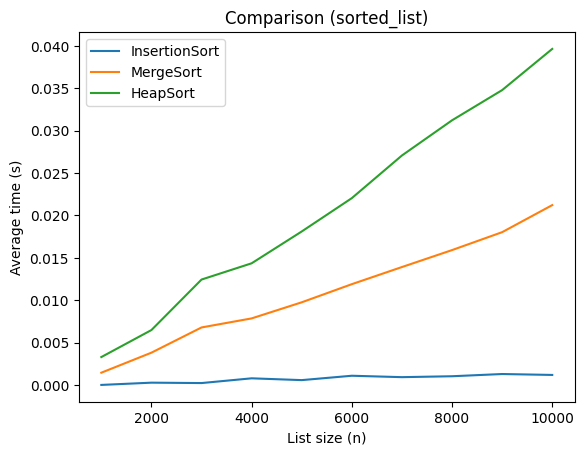 Comparison (sorted_list)
InsertionSort
MergeSort
HeapSort
Average time (s)
0.040
0.035
0.030
0.025
0.020
0.015
0.010
0.005
0.000
2000 4000 6000 8000 10000
List size (n)